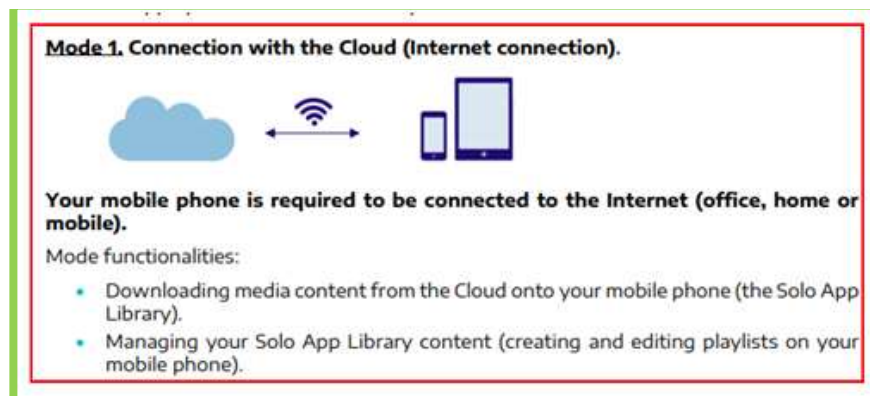 Mode 1. Connection with the Cloud (Internet connection).
Your mobile phone is required to be connected to the Internet (office, home or
mobile).
Mode functionalities:
• Downloading media content from the Cloud onto your mobile phone (the Solo App
Library).
• Managing your Solo App Library content (creating and editing playlists on your
mobile phone).